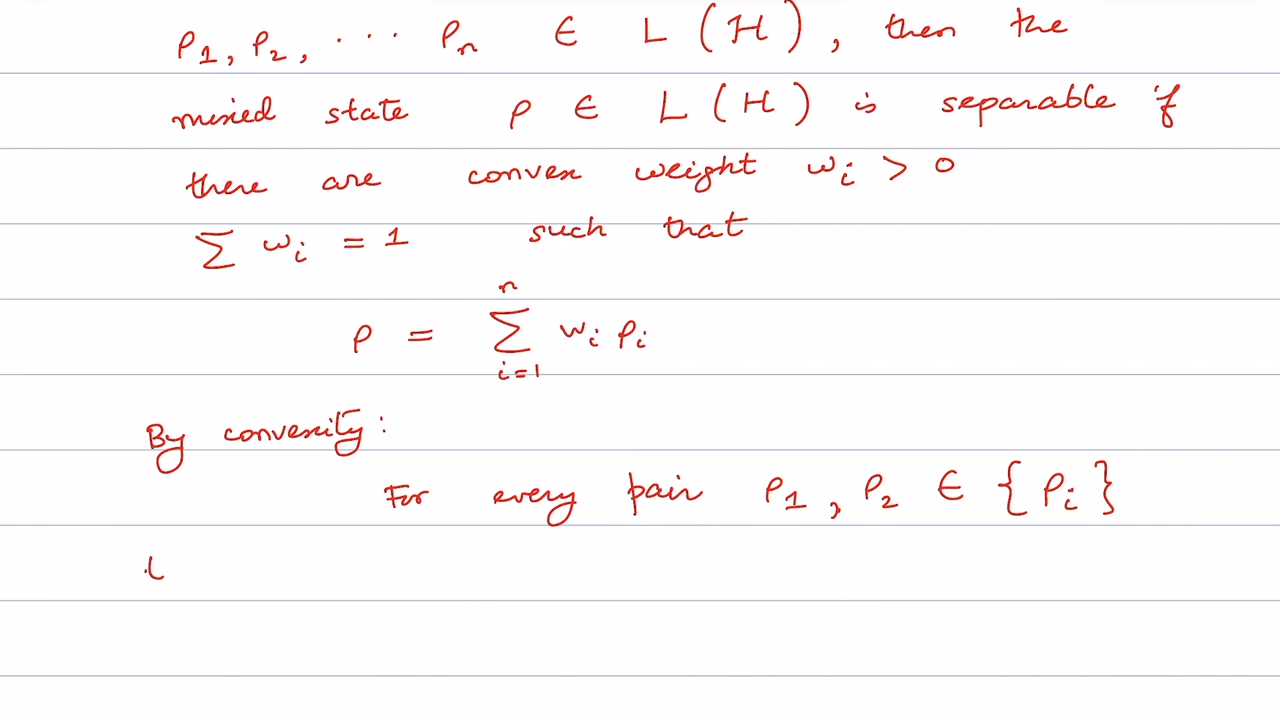 ρ₁, ρ₂, ... ρₙ ∈ L(H), then the
mixed state ρ ∈ L(H) is separable if
there are convex weight wᵢ > 0
∑ wᵢ = 1 such that
ρ = ∑ᵢ₌₁ⁿ wᵢ ρᵢ
By convexity:
For every pair ρ₁, ρ₂ ∈ {ρᵢ}